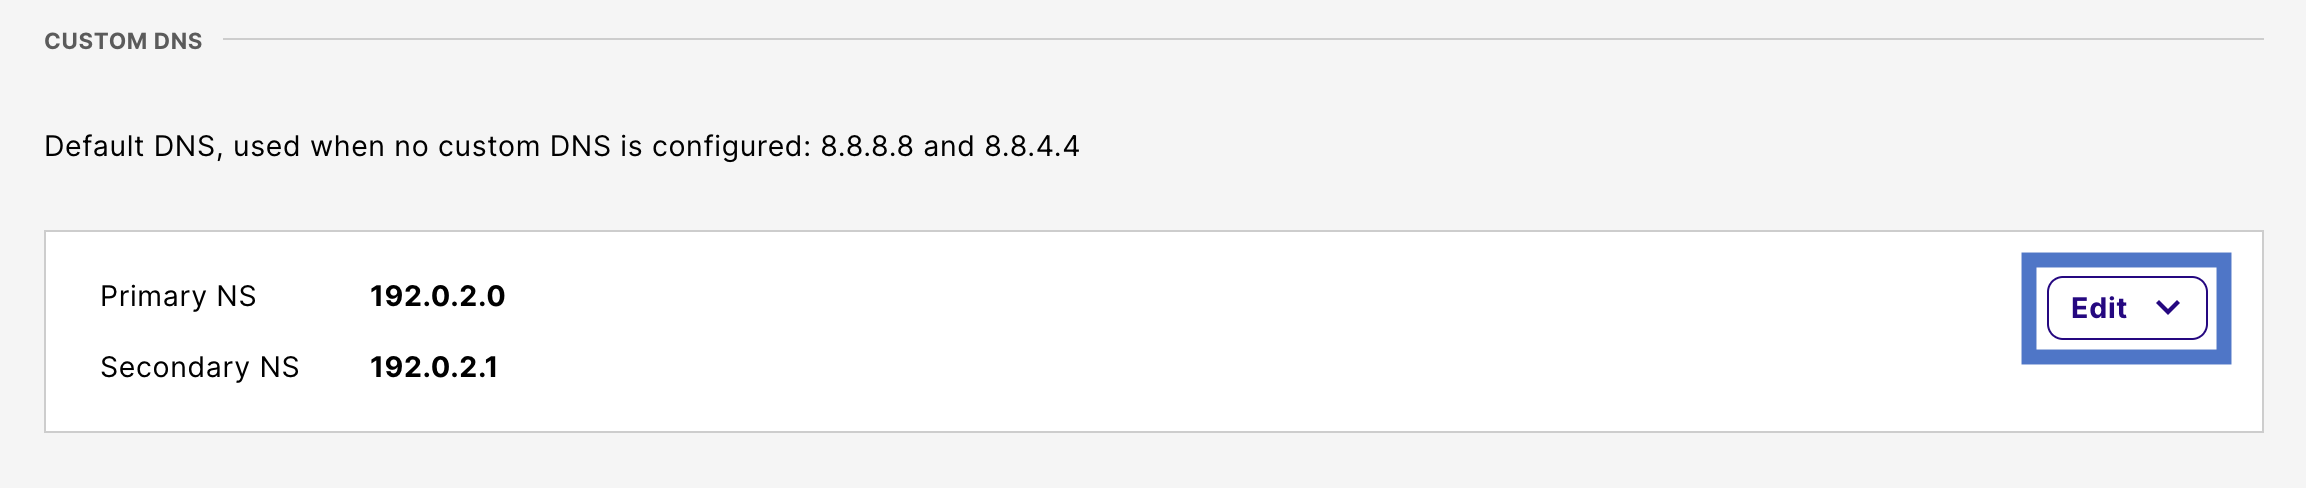 CUSTOM DNS
Default DNS, used when no custom DNS is configured: 8.8.8.8 and 8.8.4.4
Primary NS 192.0.2.0
Edit
Secondary NS 192.0.2.1